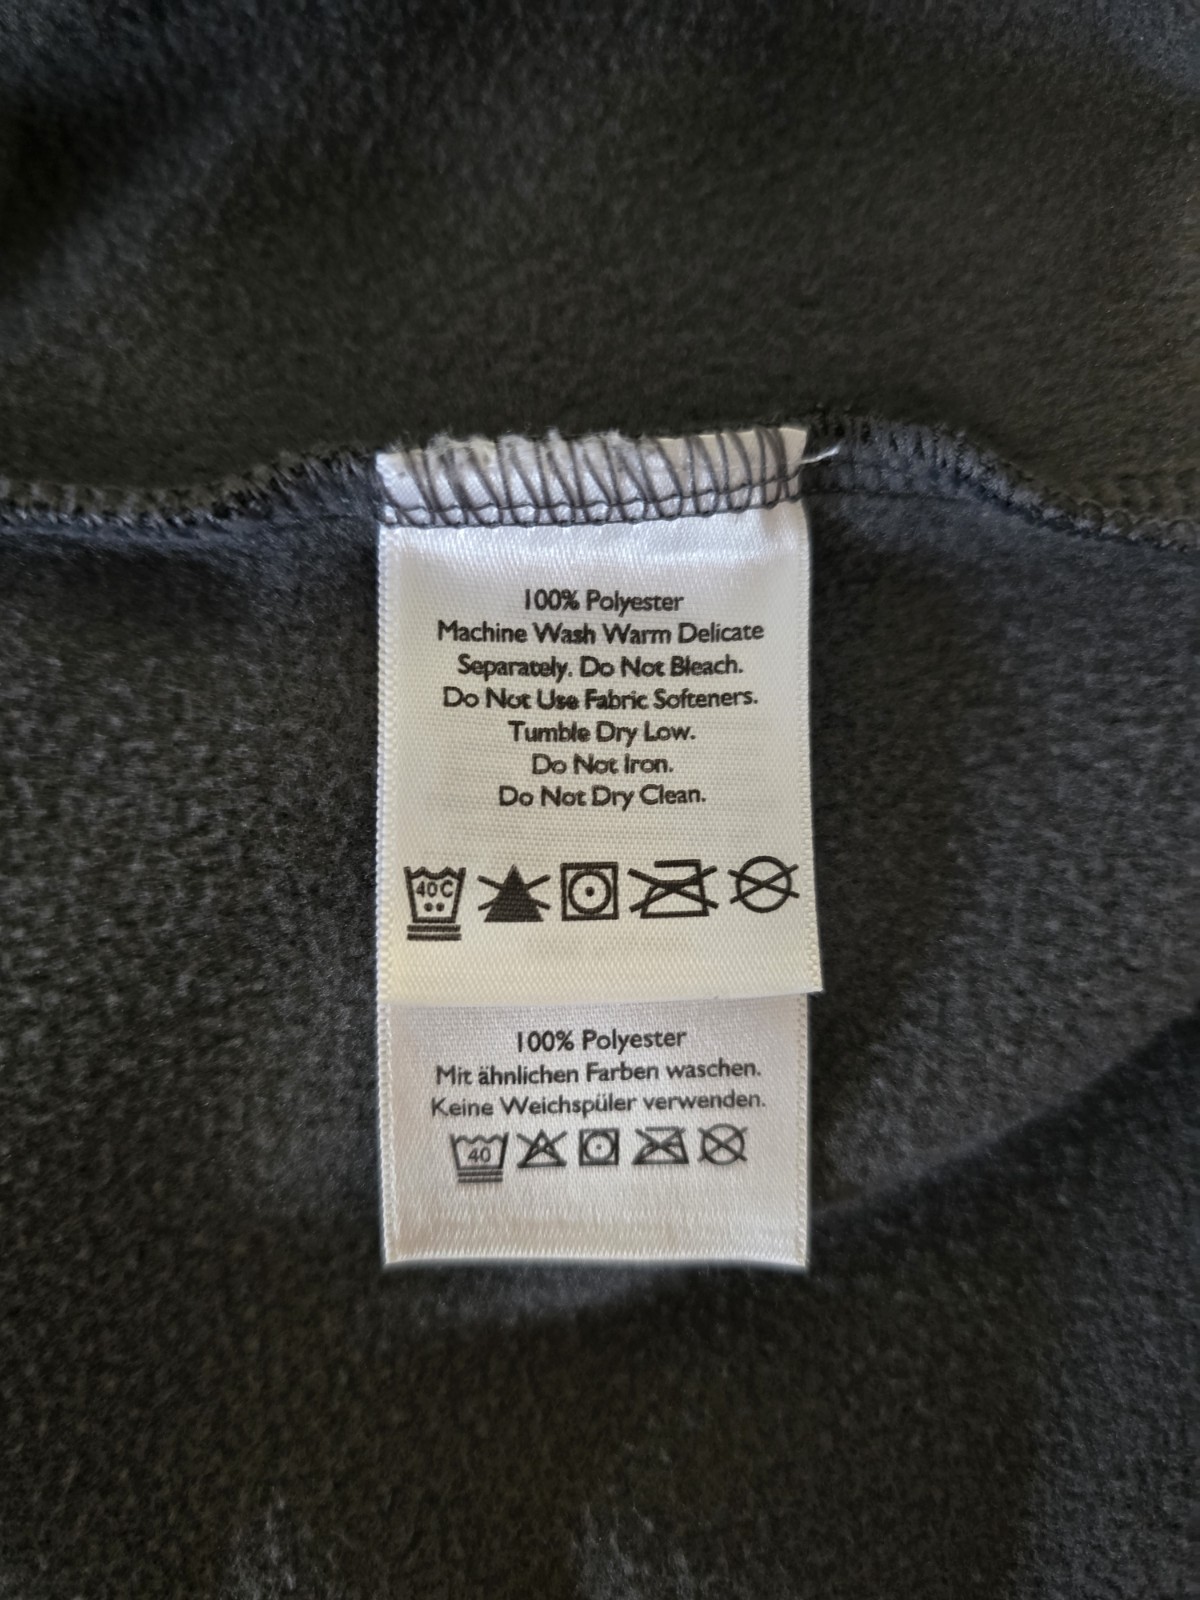 100% Polyester
Machine Wash Warm Delicate
Separately. Do Not Bleach.
Do Not Use Fabric Softeners.
Tumble Dry Low.
Do Not Iron.
Do Not Dry Clean.
40C
100% Polyester
Mit ähnlichen Farben waschen.
Keine Weichspüler verwenden.
40